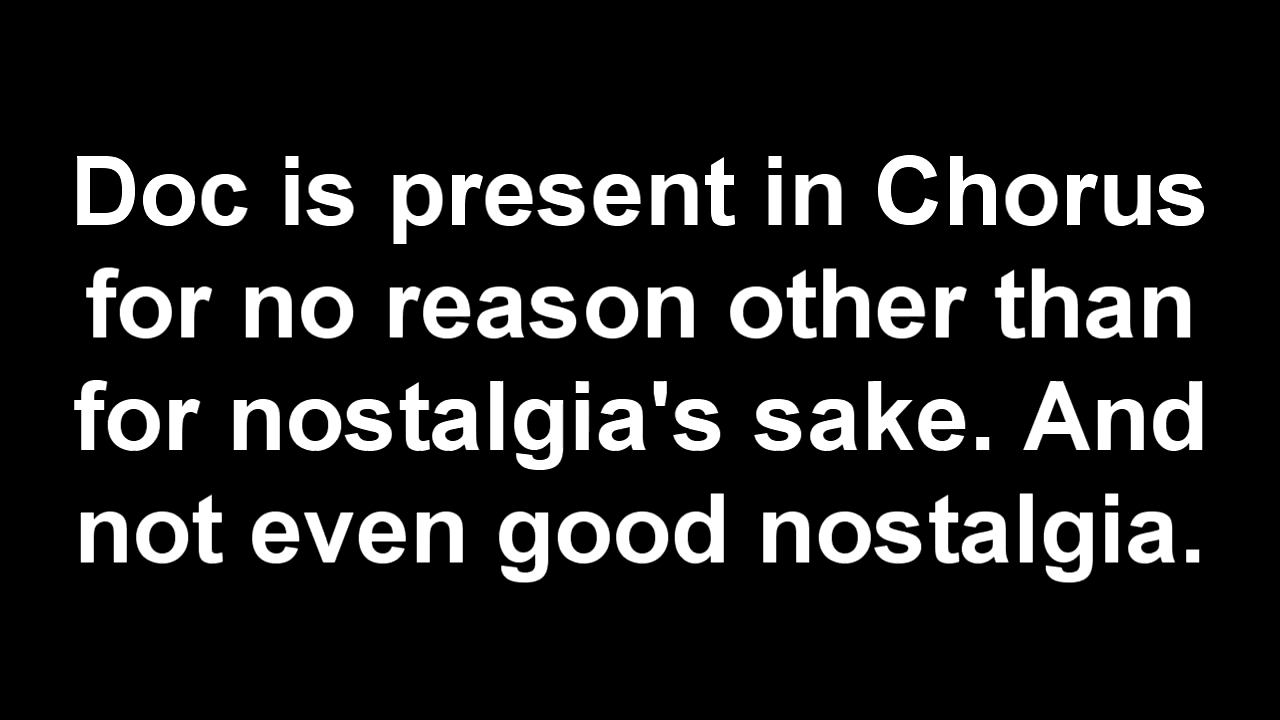 Doc is present in Chorus
for no reason other than
for nostalgia's sake. And
not even good nostalgia.